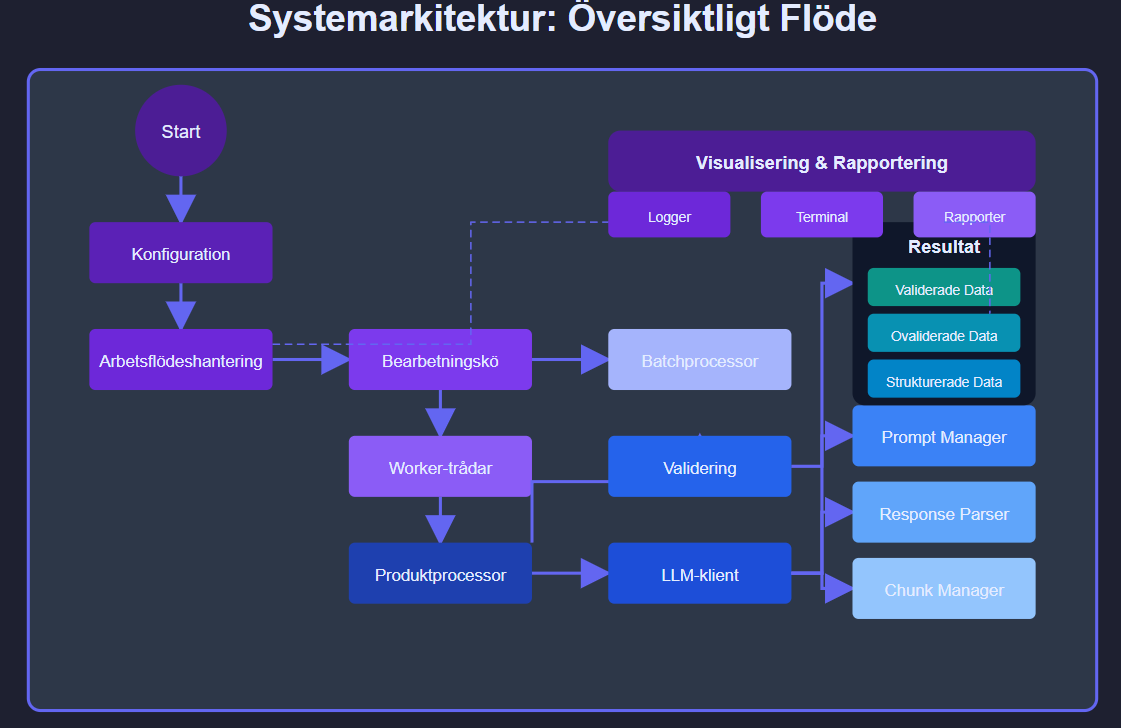 Systemarkitektur: Översiktligt Flöde
Start
Visualisering & Rapportering
Logger
Terminal
Rapporter
Konfiguration
Resultat
Validerade Data
Ovaliderade Data
Strukturerade Data
Arbetsflödeshantering
Bearbetningskö
Batchprocessor
Prompt Manager
Worker-trådar
Validering
Response Parser
Produktprocessor
LLM-klient
Chunk Manager